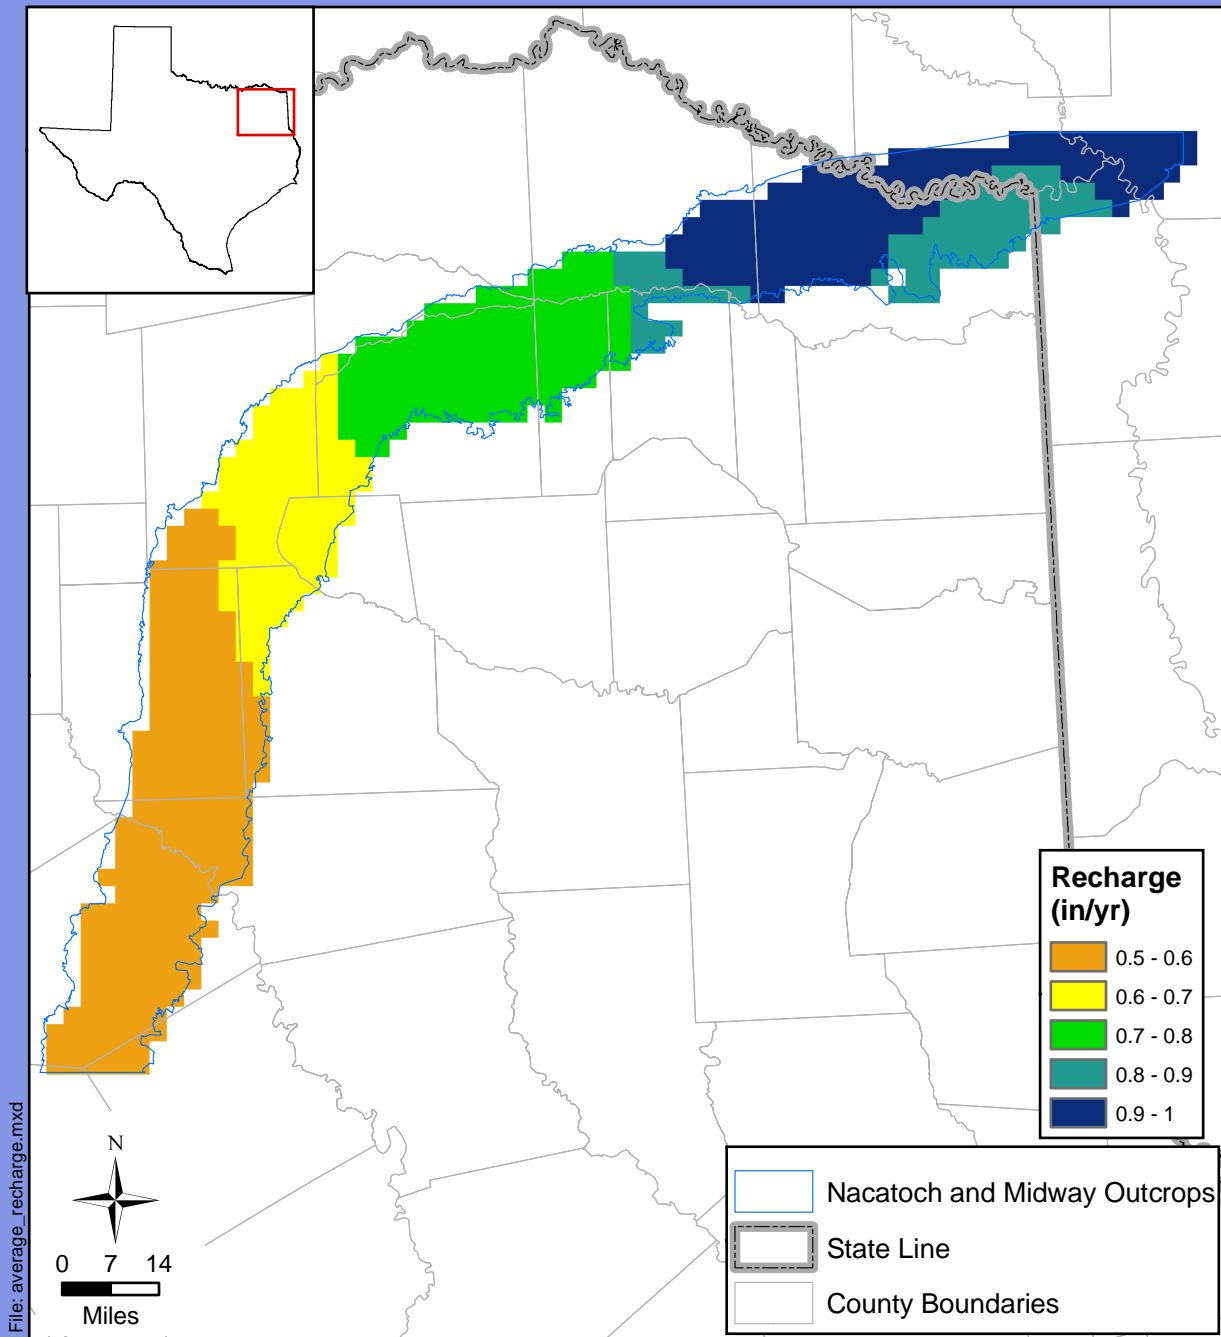 Recharge
(in/yr)
0.5 - 0.6
0.6 - 0.7
0.7 - 0.8
0.8 - 0.9
0.9 - 1
N
0 7 14
Miles
Nacatoch and Midway Outcrops
State Line
County Boundaries
File: average_recharge.mxd